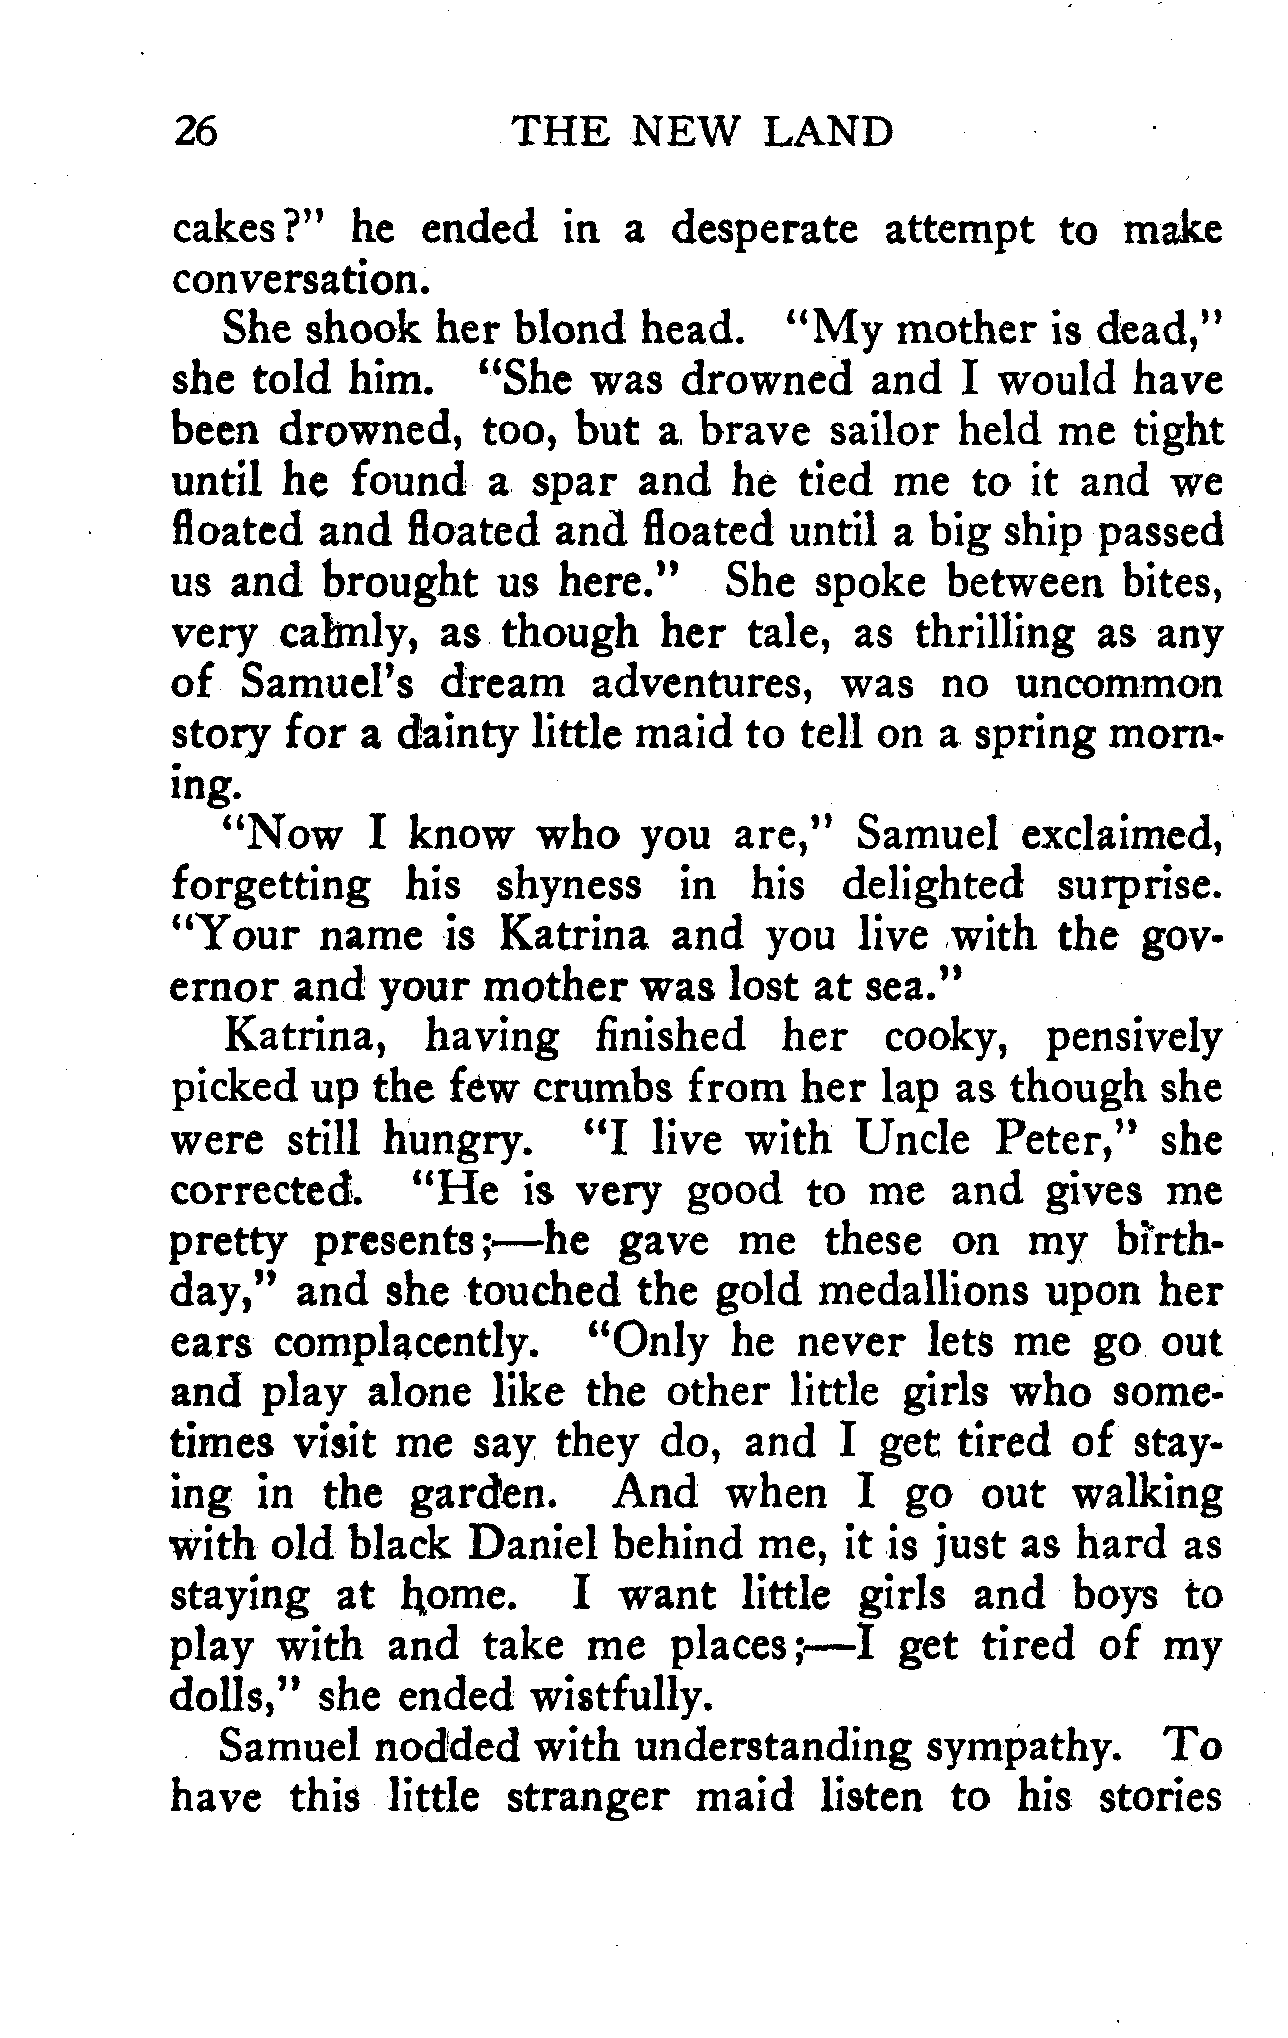 26 THE NEW LAND
cakes?" he ended in a desperate attempt to make
conversation.
She shook her blond head. "My mother is dead,"
she told him. "She was drowned and I would have
been drowned, too, but a brave sailor held me tight
until he found a spar and he tied me to it and we
floated and floated and floated until a big ship passed
us and brought us here." She spoke between bites,
very calmly, as though her tale, as thrilling as any
of Samuel's dream adventures, was no uncommon
story for a dainty little maid to tell on a spring morn-
ing.
"Now I know who you are," Samuel exclaimed,
forgetting his shyness in his delighted surprise.
"Your name is Katrina and you live with the gov-
ernor and your mother was lost at sea."
Katrina, having finished her cooky, pensively
picked up the few crumbs from her lap as though she
were still hungry. "I live with Uncle Peter," she
corrected. "He is very good to me and gives me
pretty presents;—he gave me these on my birth-
day," and she touched the gold medallions upon her
ears complacently. "Only he never lets me go out
and play alone like the other little girls who some-
times visit me say they do, and I get tired of stay-
ing in the garden. And when I go out walking
with old black Daniel behind me, it is just as hard as
staying at home. I want little girls and boys to
play with and take me places;—I get tired of my
dolls," she ended wistfully.
Samuel nodded with understanding sympathy. To
have this little stranger maid listen to his stories